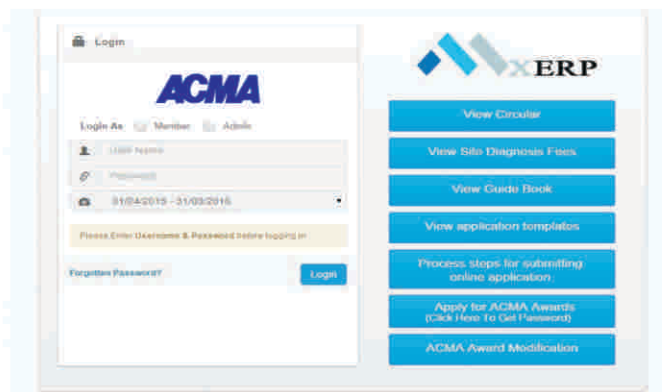 Login
ACMA
Login As Member Admin
User Name
Password
01/04/2015 - 31/03/2016
Please Enter Username & Password before logging in
Forgotten Password?
Login
XERP
View Circular
View Site Diagnosis Fees
View Guide Book
View application templates
Process steps for submitting
online application
Apply for ACMA Awards
(Click Here To Get Password)
ACMA Award Modification